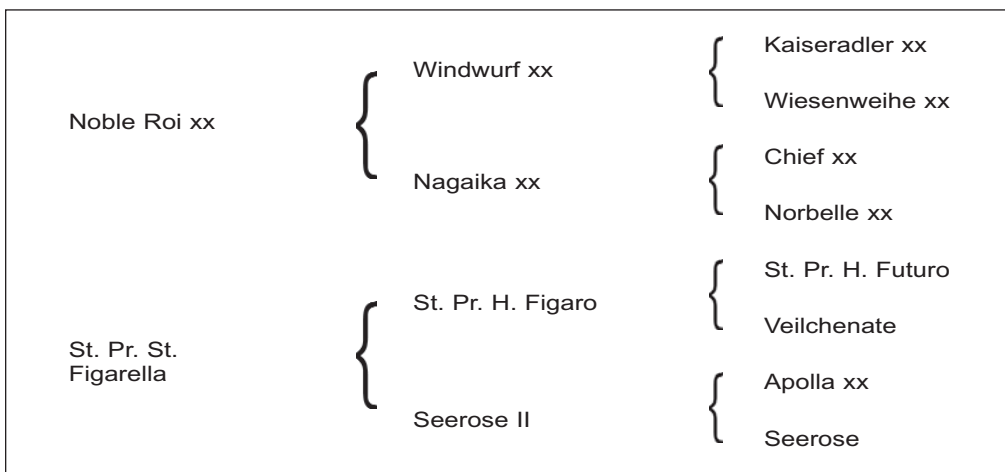 Kaiseradler xx
Windwurf xx
Wiesenweihe xx
Noble Roi xx
Chief xx
Nagaika xx
Norbelle xx
St. Pr. H. Futuro
St. Pr. H. Figaro
Veilchenate
St. Pr. St.
Figarella
Apolla xx
Seerose II
Seerose